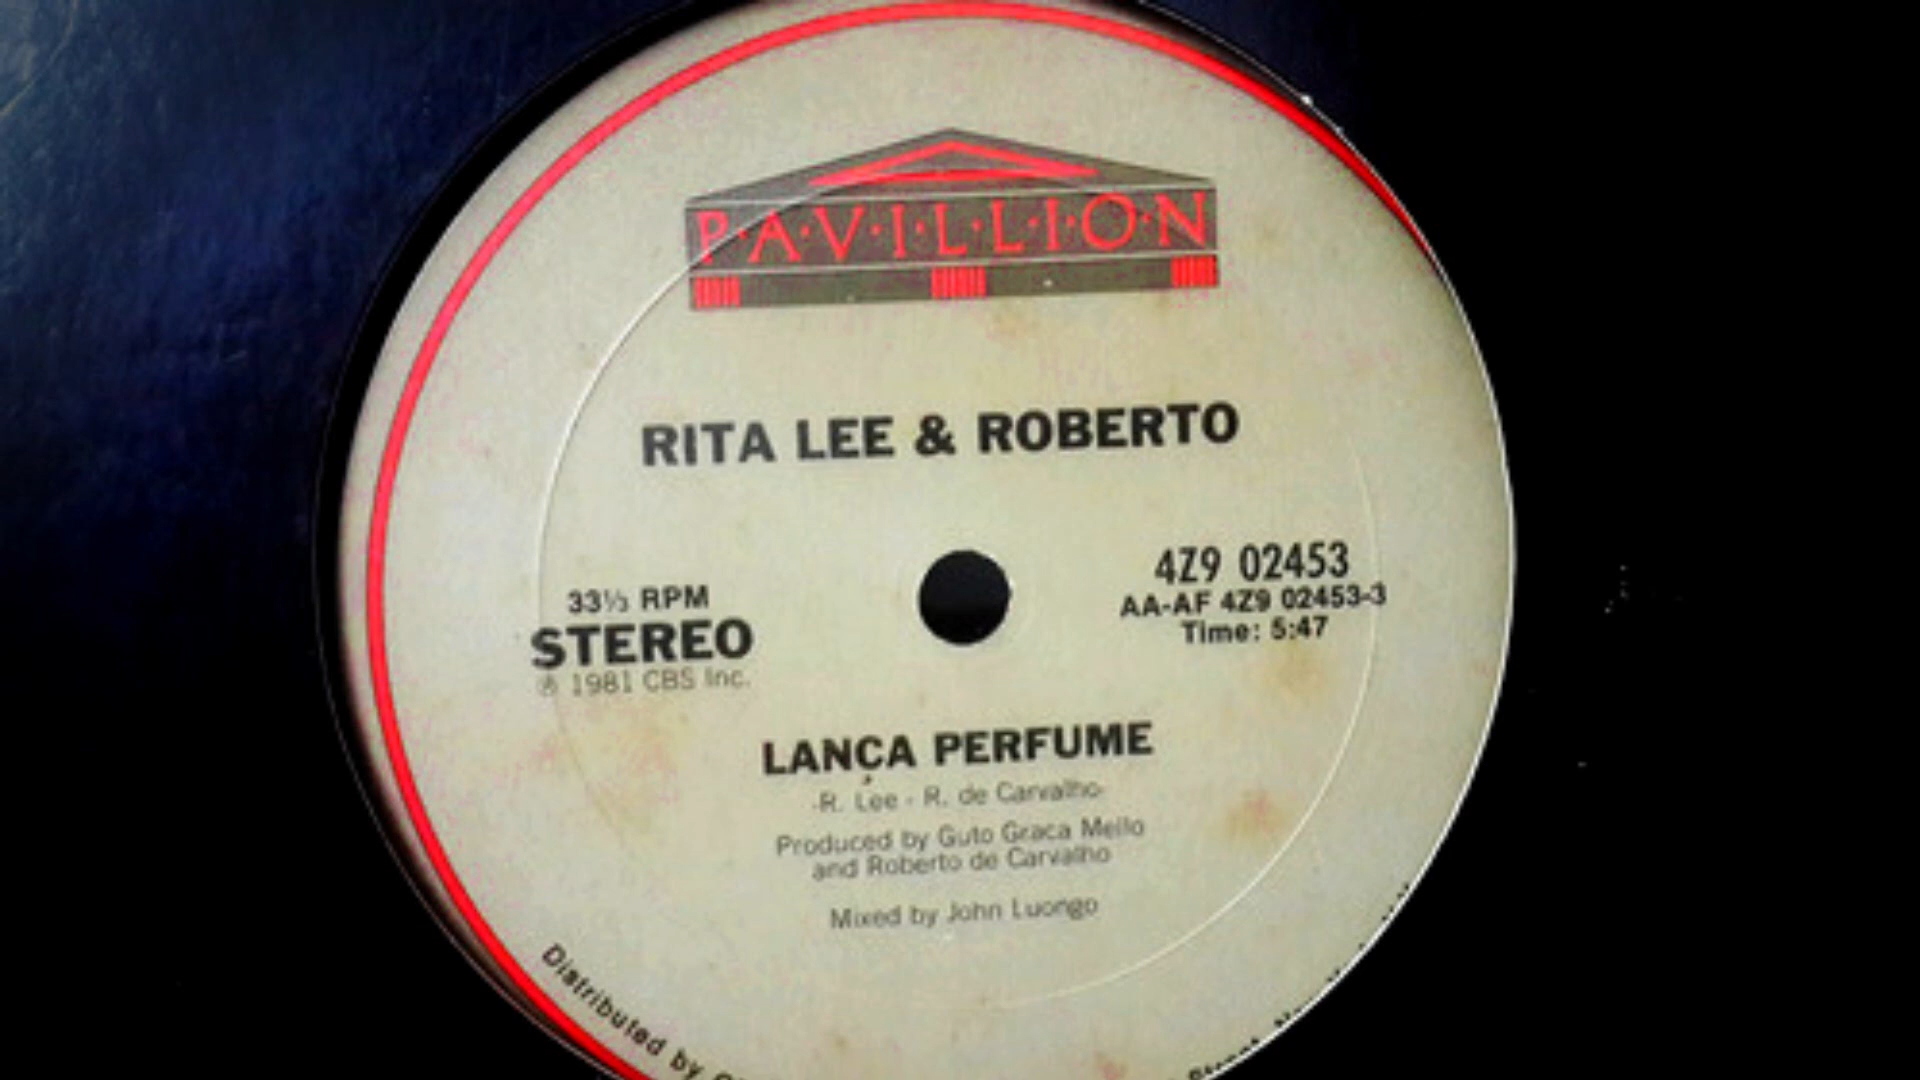 P·A·V·I·L·L·I·O·N
RITA LEE & ROBERTO
4Z9 02453
AA-AF 4Z9 02453-3
Time: 5:47
33⅓ RPM
STEREO
℗ 1981 CBS Inc.
LANÇA PERFUME
-R. Lee - R. de Carvalho-
Produced by Guto Graca Mello
and Roberto de Carvalho
Mixed by John Luongo
Distributed by